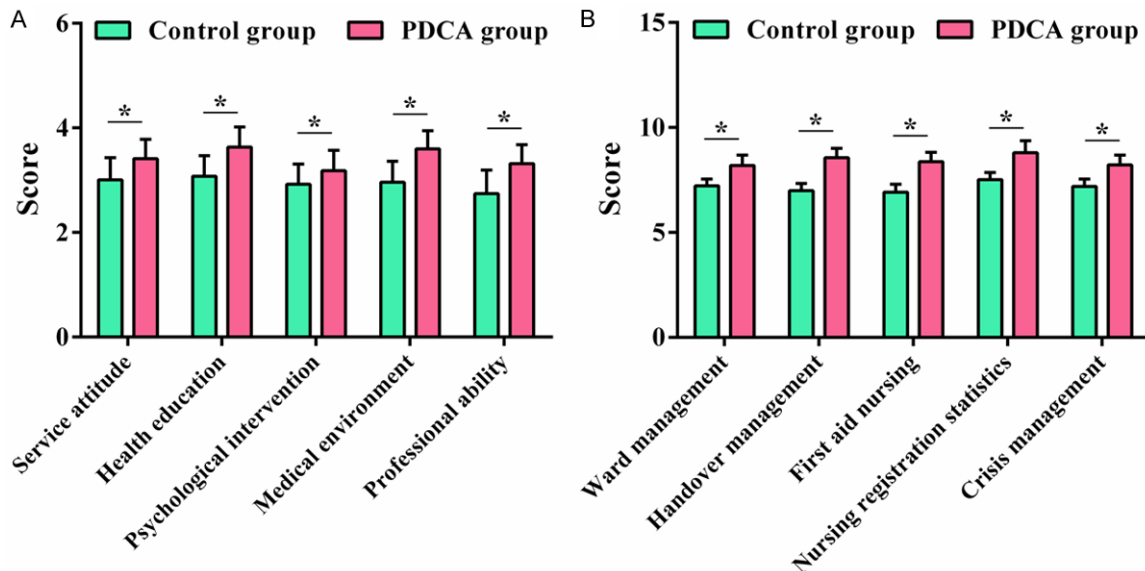 A
Control group
PDCA group
Score
6
4
2
0
*
*
*
*
*
Service attitude
Health education
Psychological intervention
Medical environment
Professional ability
B
Control group
PDCA group
Score
15
10
5
0
*
*
*
*
*
Ward management
Handover management
First aid nursing
Nursing registration statistics
Crisis management